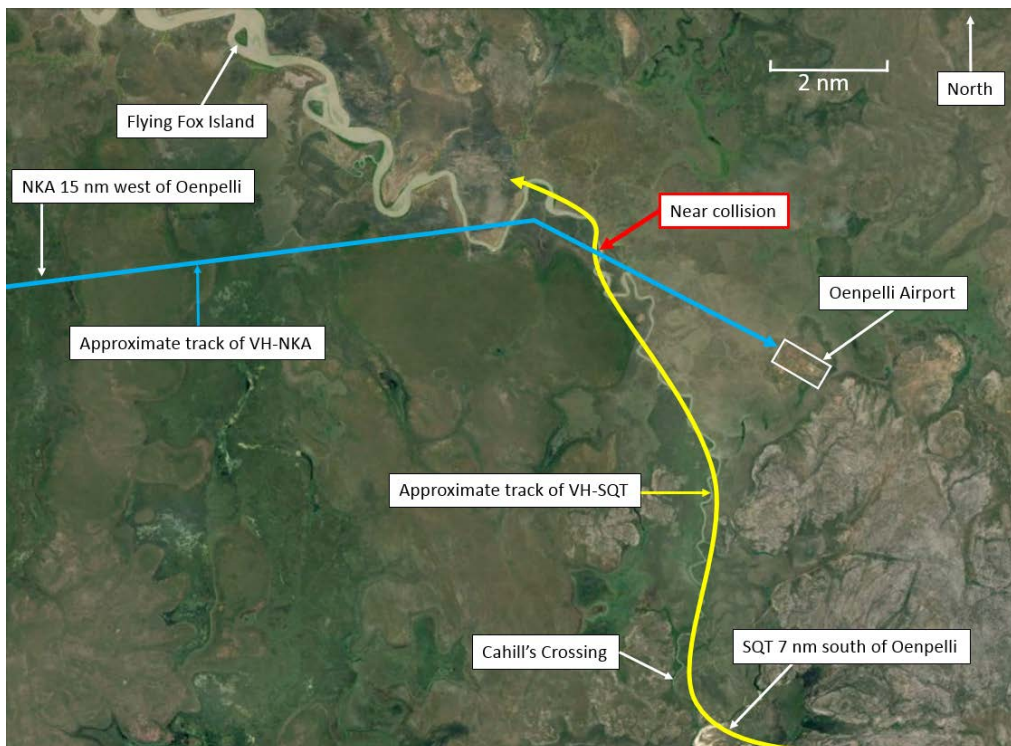 2 nm
North
Flying Fox Island
NKA 15 nm west of Oenpelli
Near collision
Oenpelli Airport
Approximate track of VH-NKA
Approximate track of VH-SQT
Cahill's Crossing
SQT 7 nm south of Oenpelli